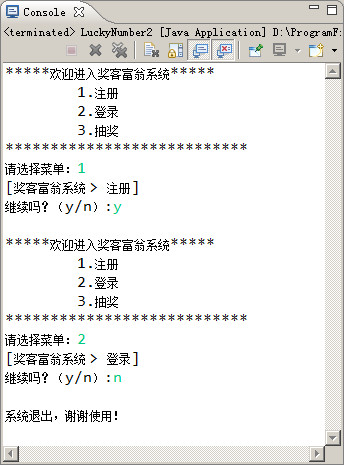 Console
<terminated> LuckyNumber2 [Java Application] D:\ProgramF:
*****欢迎进入奖客富翁系统*****
1.注册
2.登录
3.抽奖
***************************
请选择菜单：1
[奖客富翁系统 > 注册]
继续吗？（y/n）:y
*****欢迎进入奖客富翁系统*****
1.注册
2.登录
3.抽奖
***************************
请选择菜单：2
[奖客富翁系统 > 登录]
继续吗？（y/n）:n
系统退出，谢谢使用！